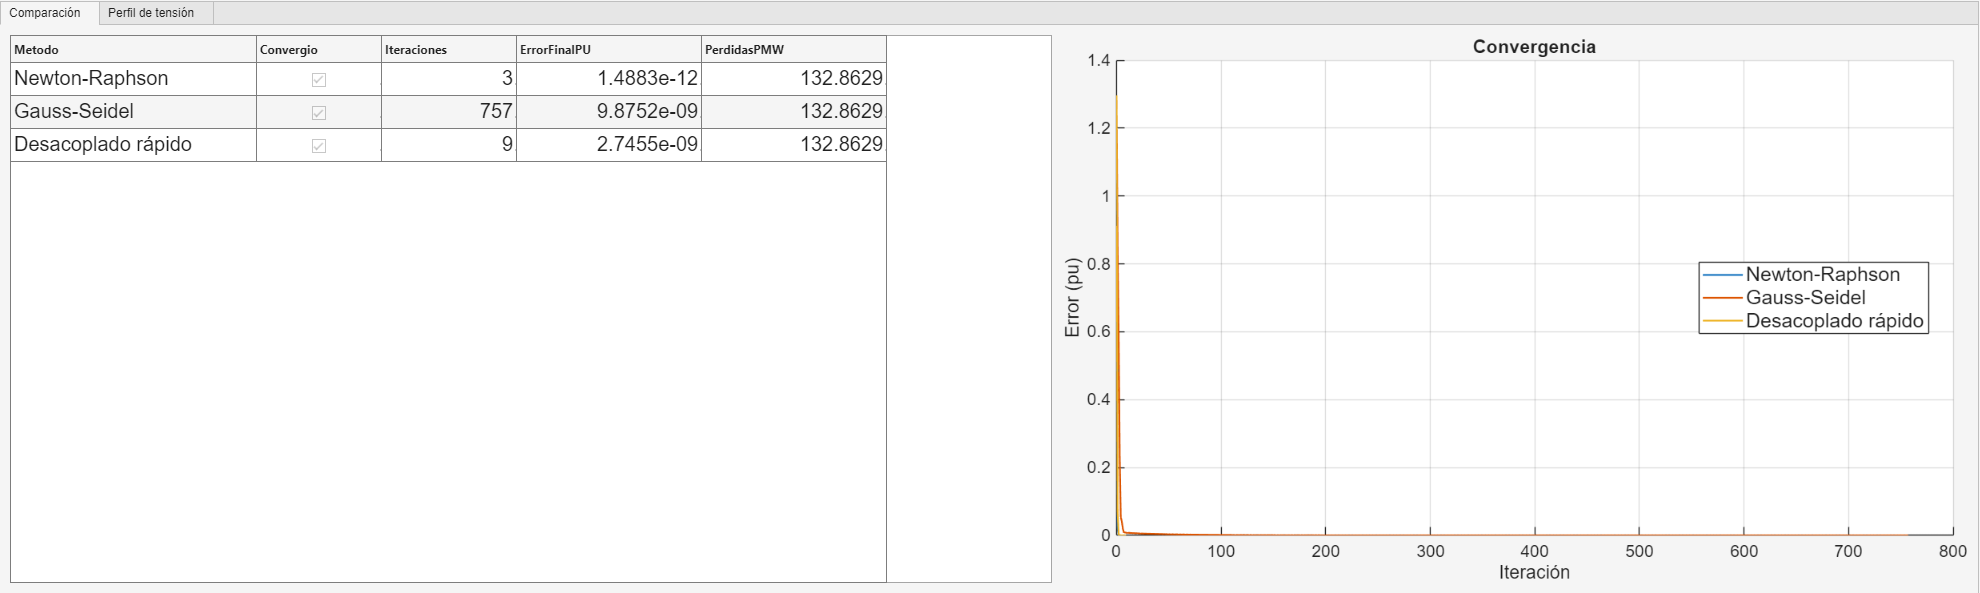 Comparación Perfil de tensión
Metodo Convergio Iteraciones ErrorFinalPU PerdidasPMW
Newton-Raphson 3 1.4883e-12 132.8629
Gauss-Seidel 757 9.8752e-09 132.8629
Desacoplado rápido 9 2.7455e-09 132.8629
Convergencia
1.4
1.2
1
0.8
0.6
0.4
0.2
0
Error (pu)
Newton-Raphson
Gauss-Seidel
Desacoplado rápido
0 100 200 300 400 500 600 700 800
Iteración